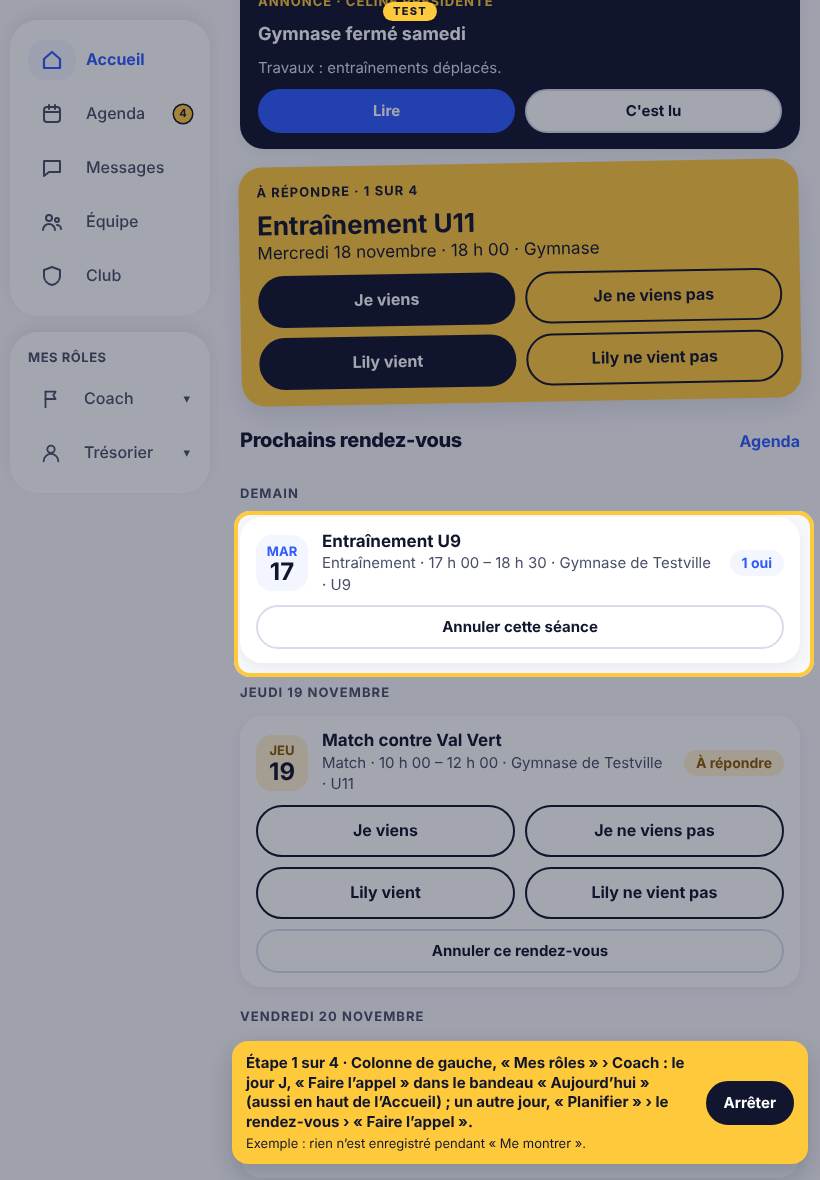 ANNONCE · CÉLINE PRÉSIDENTE
TEST
Gymnase fermé samedi
Travaux : entraînements déplacés.
Lire
C'est lu
Accueil
Agenda
4
Messages
Équipe
Club
MES RÔLES
Coach
▾
Trésorier
▾
À RÉPONDRE · 1 SUR 4
Entraînement U11
Mercredi 18 novembre · 18 h 00 · Gymnase
Je viens
Je ne viens pas
Lily vient
Lily ne vient pas
Prochains rendez-vous
Agenda
DEMAIN
MAR
17
Entraînement U9
Entraînement · 17 h 00 – 18 h 30 · Gymnase de Testville
· U9
1 oui
Annuler cette séance
JEUDI 19 NOVEMBRE
JEU
19
Match contre Val Vert
Match · 10 h 00 – 12 h 00 · Gymnase de Testville
· U11
À répondre
Je viens
Je ne viens pas
Lily vient
Lily ne vient pas
Annuler ce rendez-vous
VENDREDI 20 NOVEMBRE
Étape 1 sur 4 · Colonne de gauche, « Mes rôles » › Coach : le
jour J, « Faire l’appel » dans le bandeau « Aujourd’hui »
(aussi en haut de l’Accueil) ; un autre jour, « Planifier » › le
rendez-vous › « Faire l’appel ».
Exemple : rien n’est enregistré pendant « Me montrer ».
Arrêter